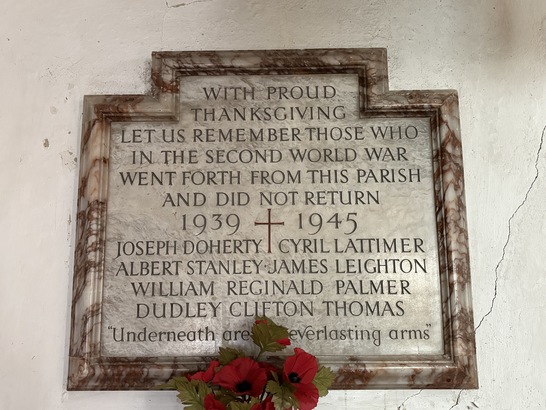 WITH PROUD
THANKSGIVING
LET US REMEMBER THOSE WHO
IN THE SECOND WORLD WAR
WENT FORTH FROM THIS PARISH
AND DID NOT RETURN
1939 1945
JOSEPH DOHERTY CYRIL LATTIMER
ALBERT STANLEY JAMES LEIGHTON
WILLIAM REGINALD PALMER
DUDLEY CLIFTON THOMAS
"Underneath are everlasting arms"